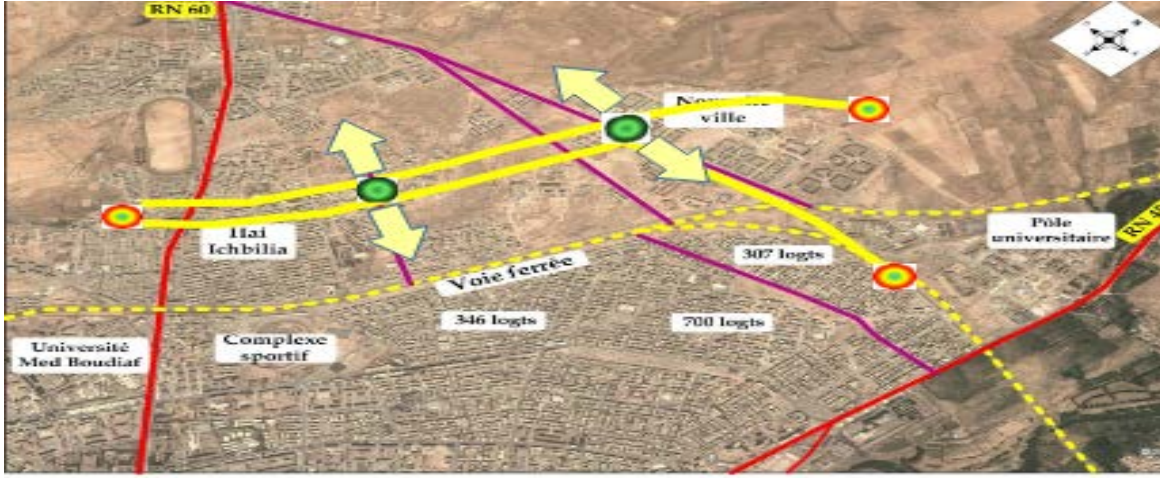 RN 60
Nouvelle
ville
Hai
Ichbilia
Pôle
universitaire
307 logts
Voie ferrée
346 logts
700 logts
Université
Med Boudiaf
Complexe
sportif